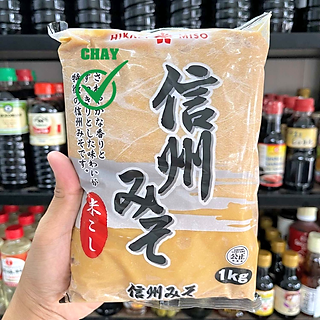 HIKARI MISO
CHAY
さわやかな香りと
すっきりとした味わいが
特徴の信州みそです。
信州
みそ
米こし
信州みそ
1kg